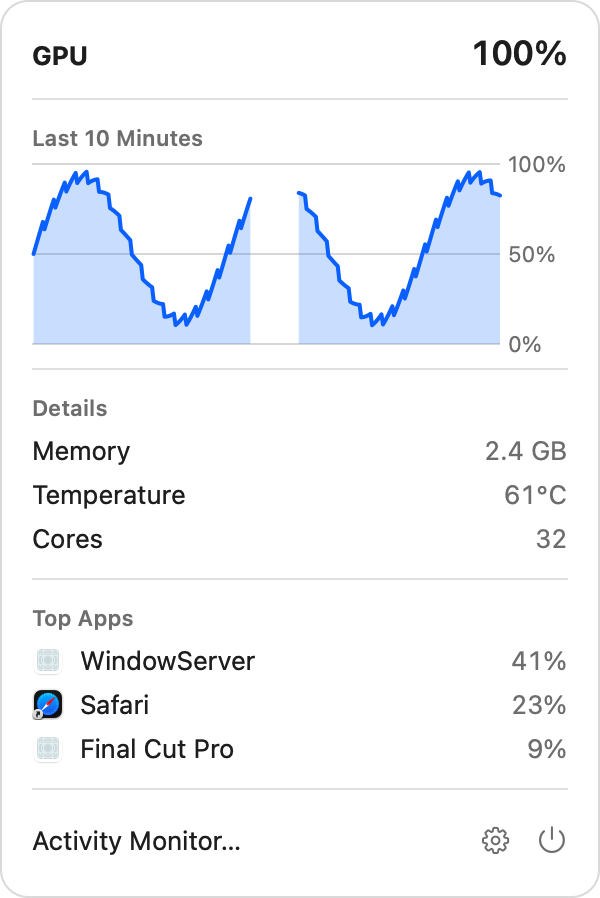 GPU 100%
Last 10 Minutes
100%
50%
0%
Details
Memory 2.4 GB
Temperature 61°C
Cores 32
Top Apps
WindowServer 41%
Safari 23%
Final Cut Pro 9%
Activity Monitor...